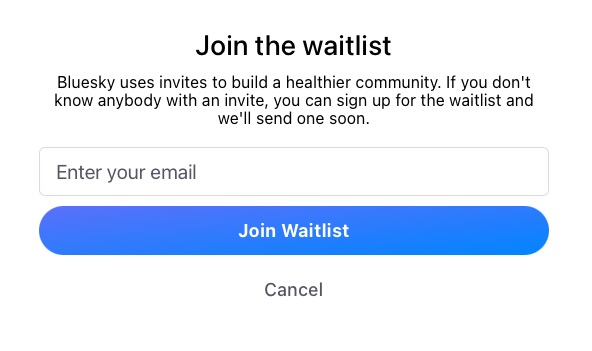 Join the waitlist
Bluesky uses invites to build a healthier community. If you don't
know anybody with an invite, you can sign up for the waitlist and
we'll send one soon.
Enter your email
Join Waitlist
Cancel